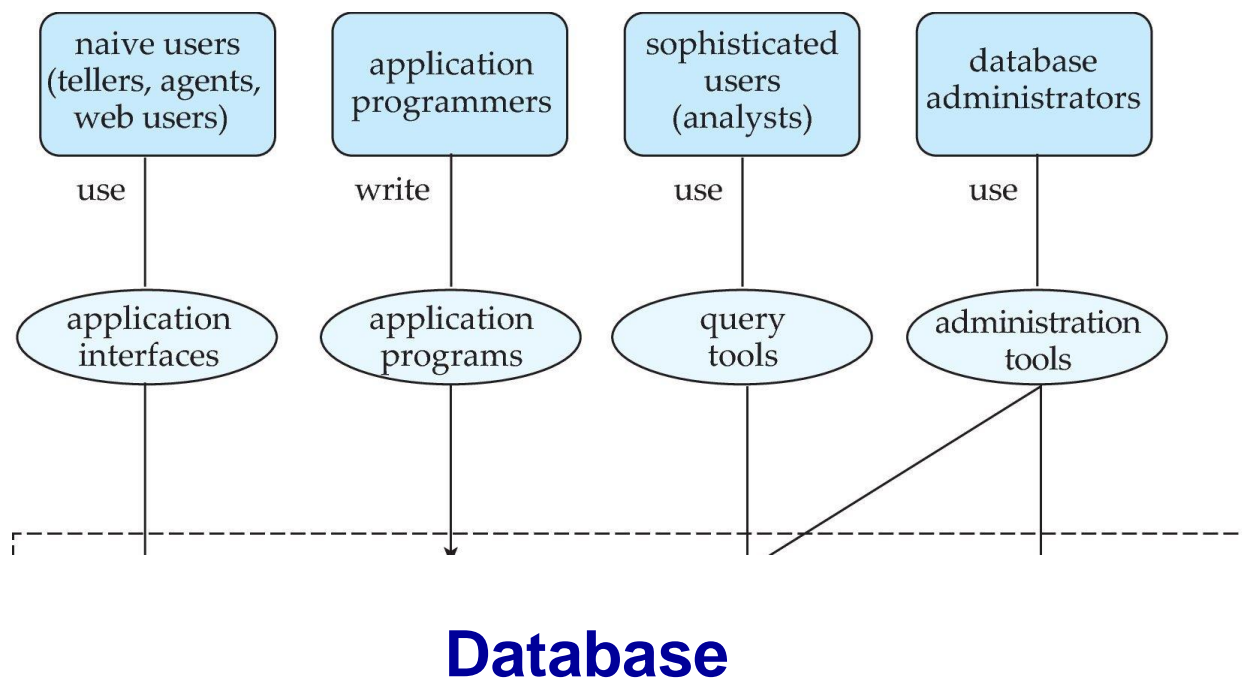 naive users
(tellers, agents,
web users)
application
programmers
sophisticated
users
(analysts)
database
administrators
use
write
use
use
application
interfaces
application
programs
query
tools
administration
tools
Database